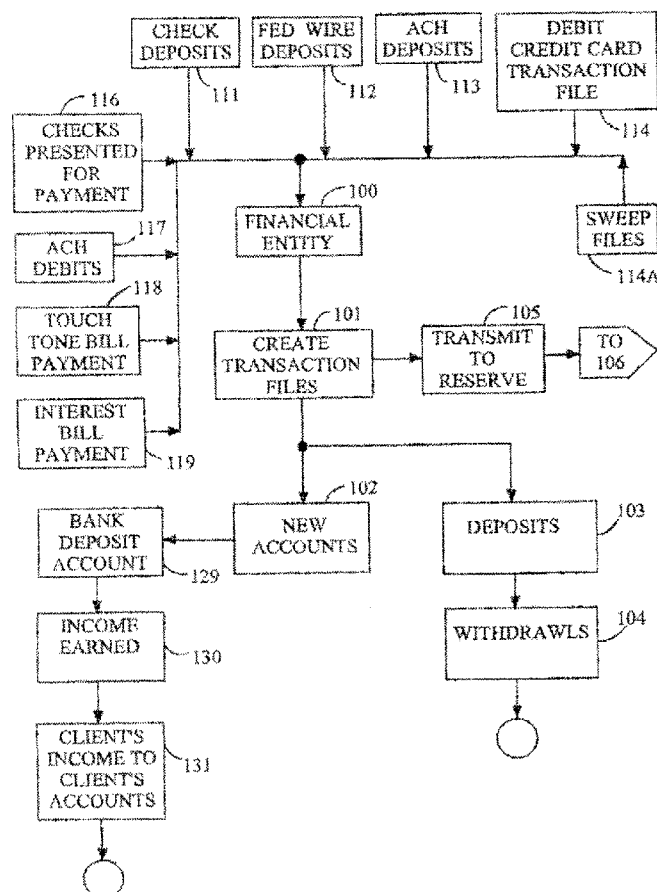 CHECK
DEPOSITS
111
FED WIRE
DEPOSITS
112
ACH
DEPOSITS
113
DEBIT
CREDIT CARD
TRANSACTION
FILE
114
116
CHECKS
PRESENTED
FOR
PAYMENT
100
FINANCIAL
ENTITY
SWEEP
FILES
114A
117
ACH
DEBITS
118
TOUCH
TONE BILL
PAYMENT
101
CREATE
TRANSACTION
FILES
105
TRANSMIT
TO
RESERVE
TO
106
INTEREST
BILL
PAYMENT
119
102
NEW
ACCOUNTS
103
DEPOSITS
BANK
DEPOSIT
ACCOUNT
129
104
WITHDRAWLS
INCOME
EARNED
130
CLIENT'S
INCOME TO
CLIENT'S
ACCOUNTS
131